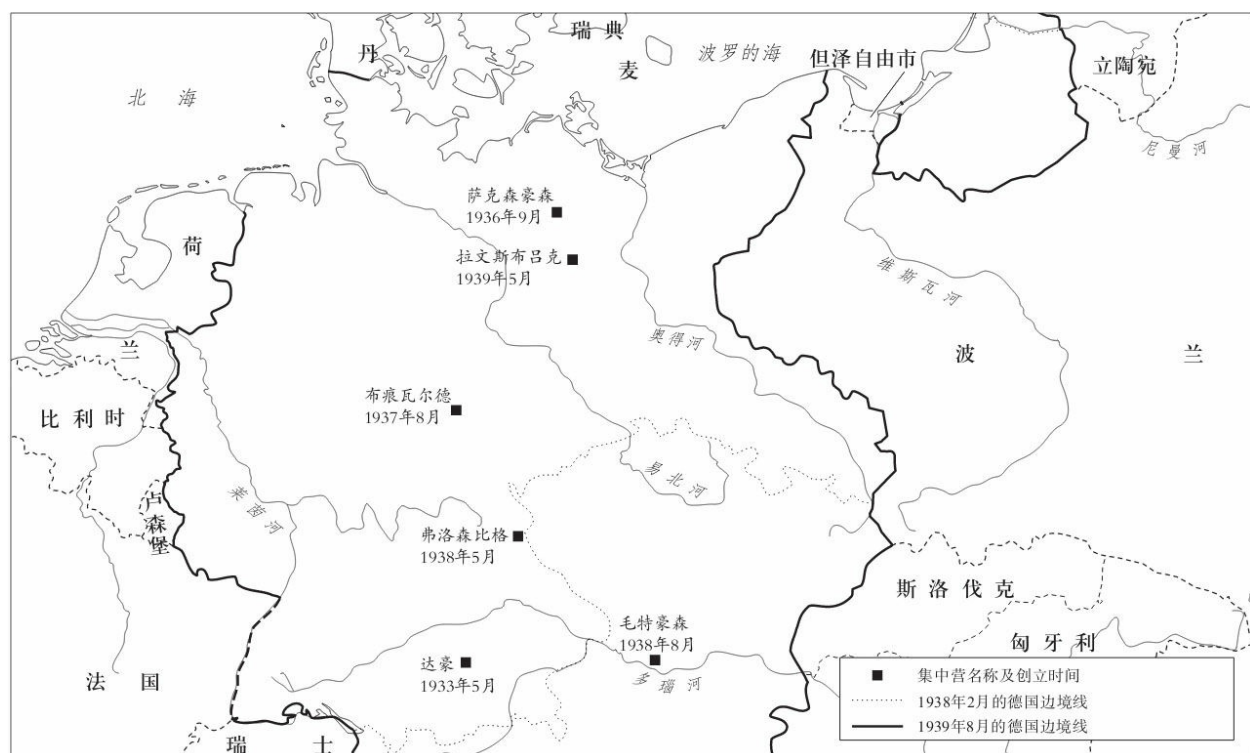 瑞典
丹
麦
波罗的海
但泽自由市
立陶宛
北海
尼曼河
萨克森豪森
1936年9月
荷
拉文斯布吕克
1939年5月
维斯瓦河
奥得河
兰
波
兰
布痕瓦尔德
1937年8月
比利时
易北河
莱茵河
卢森堡
弗洛森比格
1938年5月
斯洛伐克
毛特豪森
1938年8月
匈牙利
达豪
1933年5月
多瑙河
法国
瑞士
集中营名称及创立时间
1938年2月的德国边境线
1939年8月的德国边境线